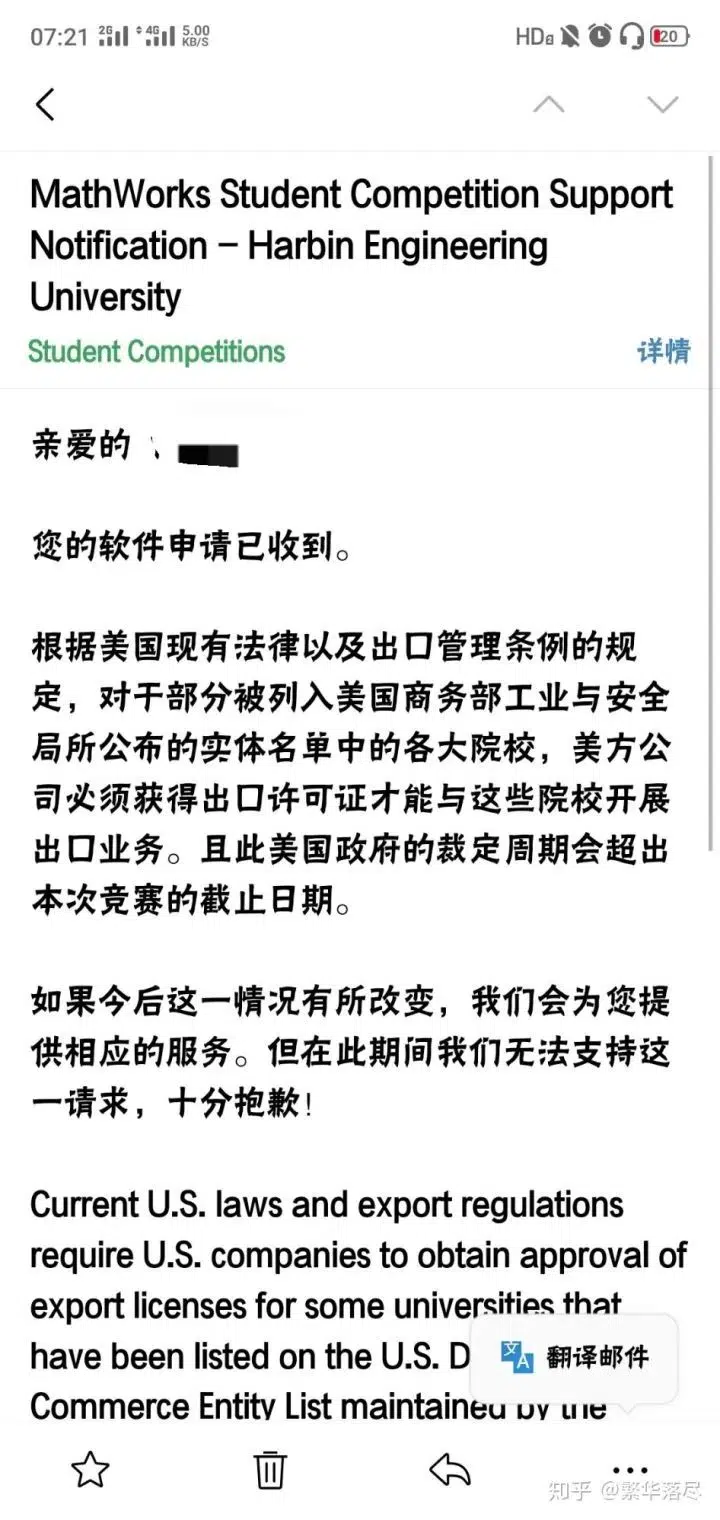 07:21 2G 4G 5.00 KB/S HD 20
MathWorks Student Competition Support
Notification – Harbin Engineering
University
Student Competitions 详情
亲爱的
您的软件申请已收到。
根据美国现有法律以及出口管理条例的规
定，对于部分被列入美国商务部工业与安全
局所公布的实体名单中的各大院校，美方公
司必须获得出口许可证才能与这些院校开展
出口业务。且此美国政府的裁定周期会超出
本次竞赛的截止日期。
如果今后这一情况有所改变，我们会为您提
供相应的服务。但在此期间我们无法支持这
一请求，十分抱歉！
Current U.S. laws and export regulations
require U.S. companies to obtain approval of
export licenses for some universities that
have been listed on the U.S. D
翻译邮件
Commerce Entity List maintained by the
知乎 @繁华落尽